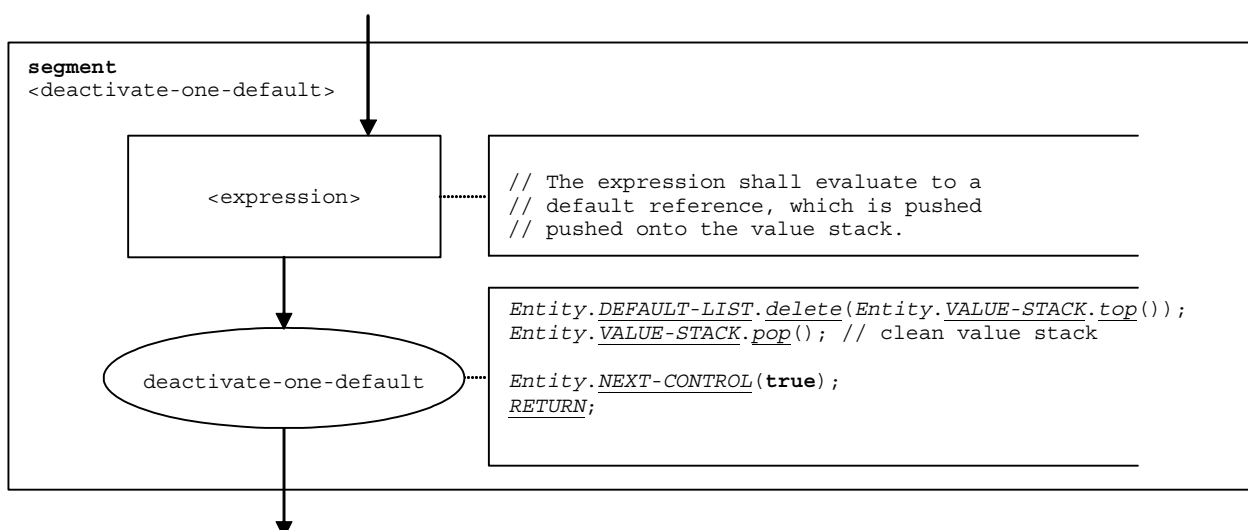 segment
<deactivate-one-default>
<expression>
// The expression shall evaluate to a
// default reference, which is pushed
// pushed onto the value stack.
deactivate-one-default
Entity.DEFAULT-LIST.delete(Entity.VALUE-STACK.top());
Entity.VALUE-STACK.pop(); // clean value stack
Entity.NEXT-CONTROL(true);
RETURN;